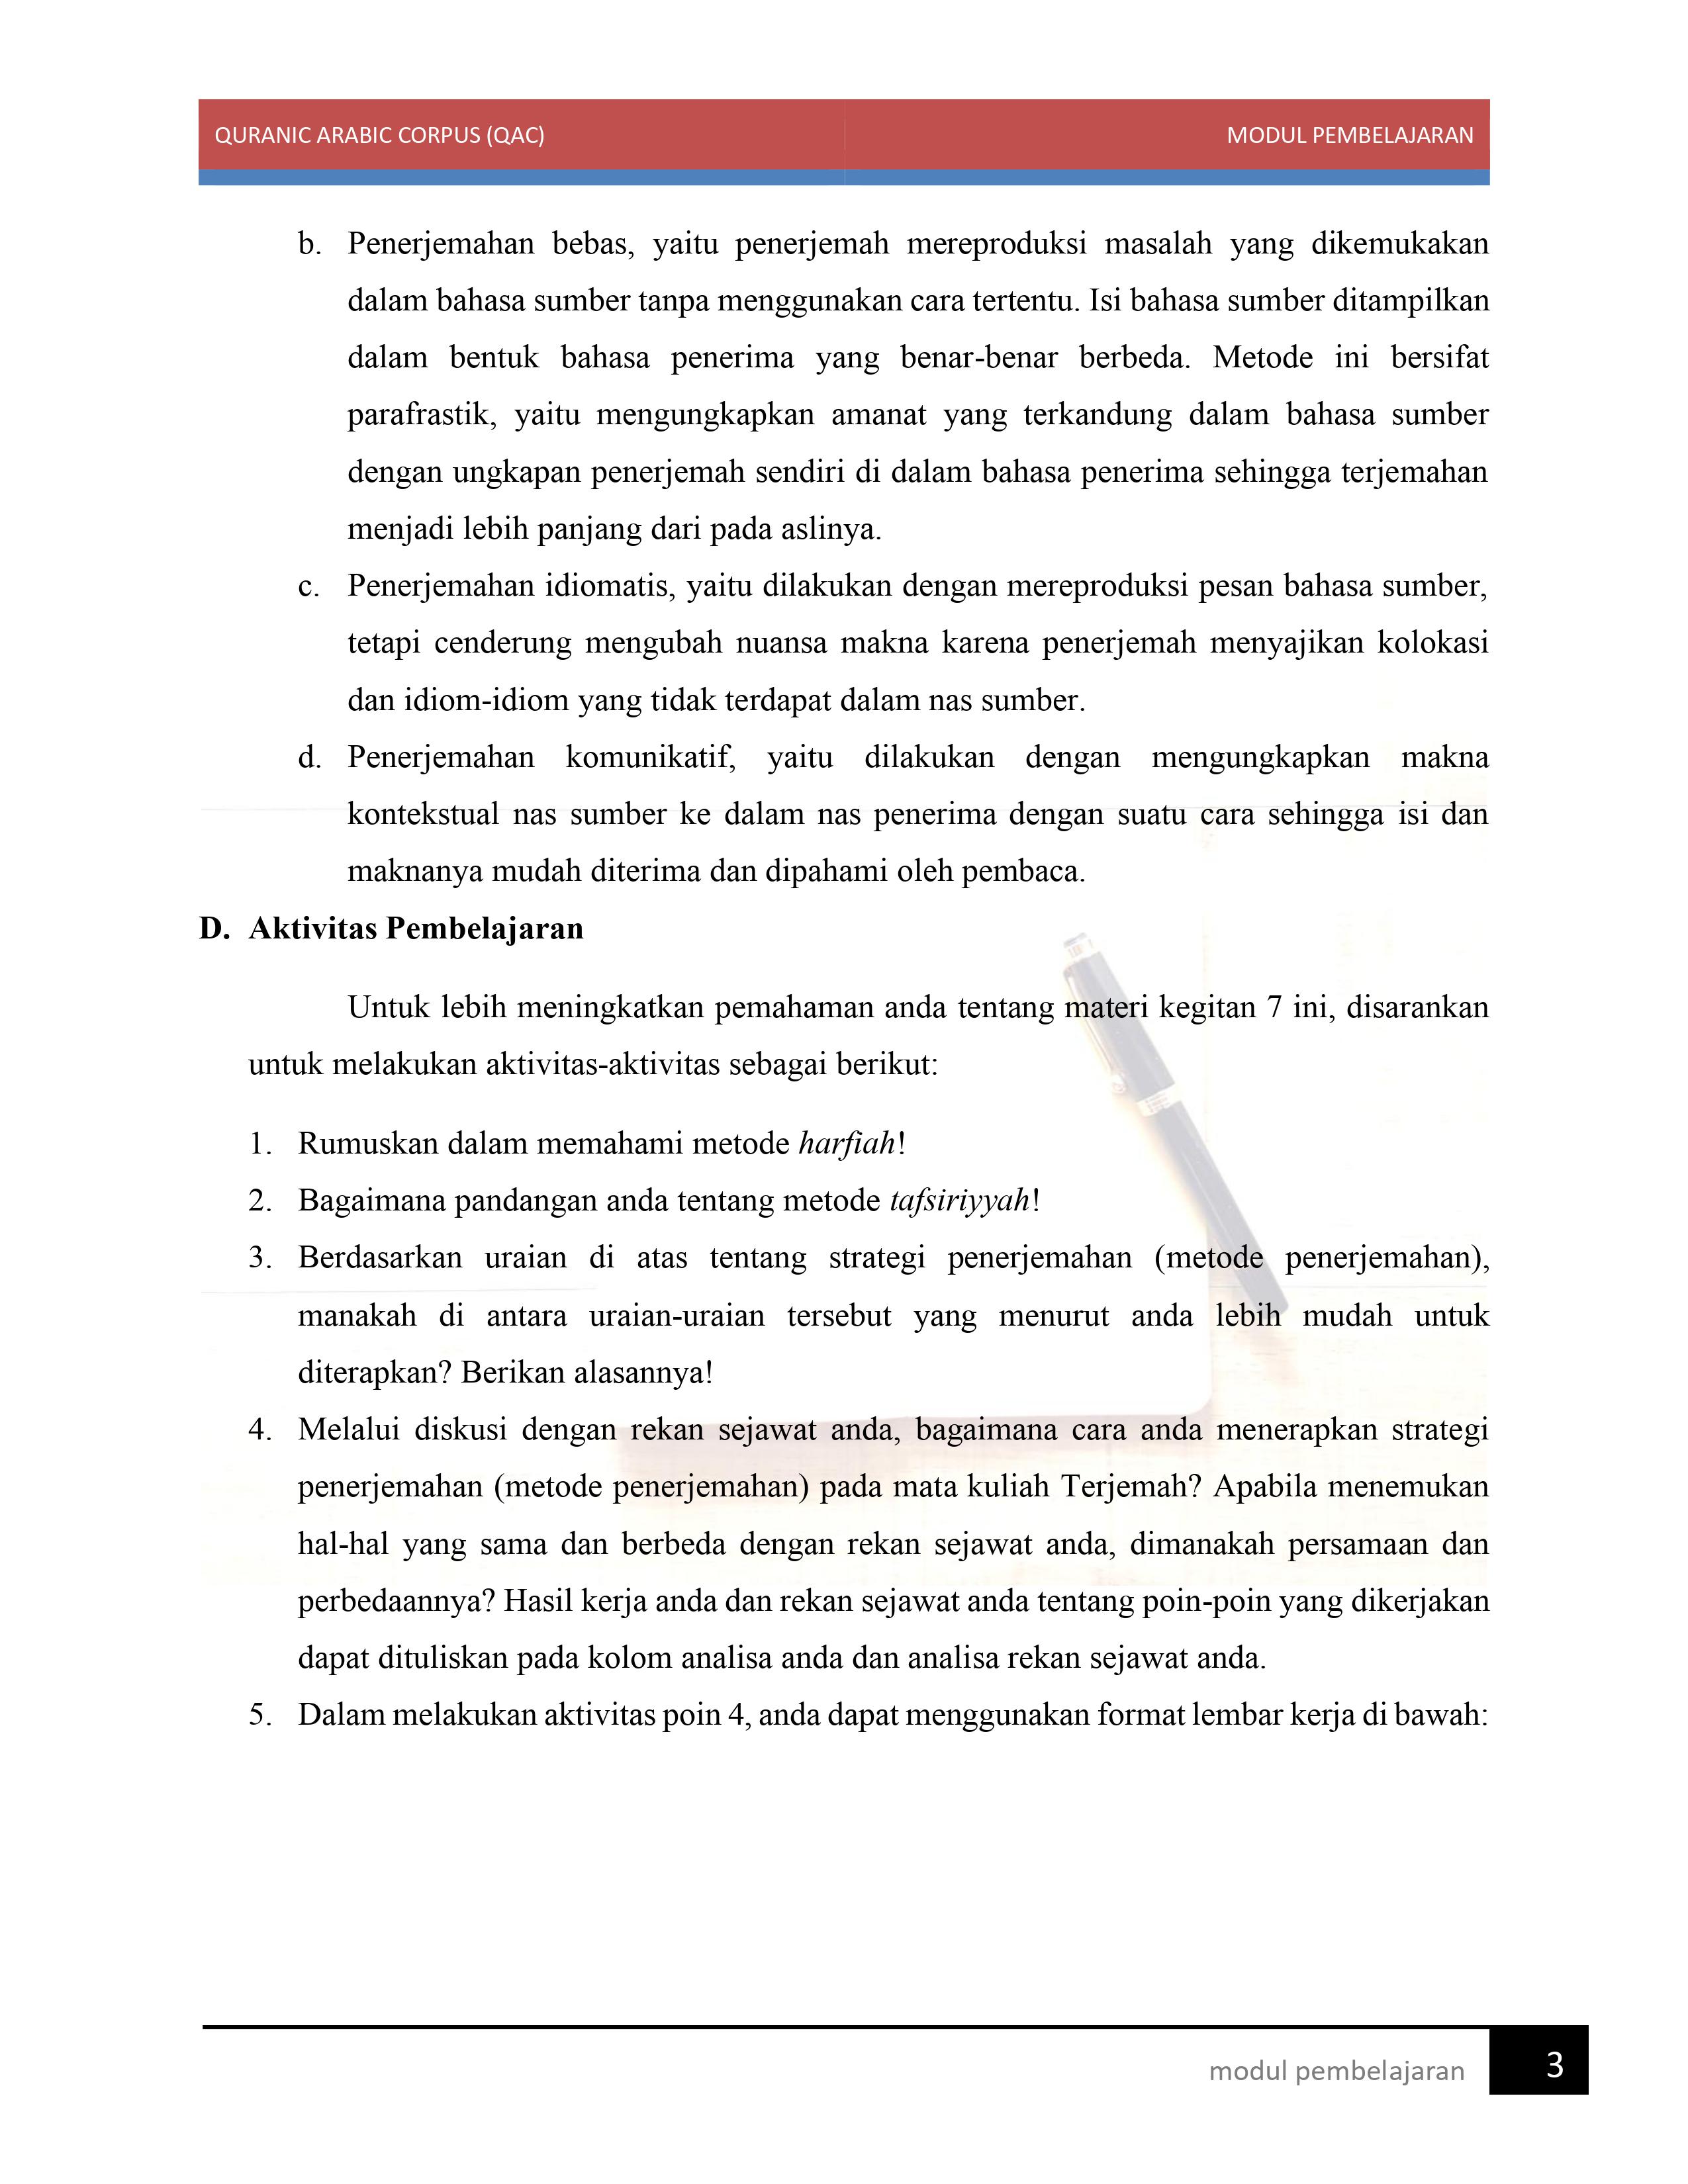 QURANIC ARABIC CORPUS (QAC) MODUL PEMBELAJARAN
b. Penerjemahan bebas, yaitu penerjemah mereproduksi masalah yang dikemukakan
dalam bahasa sumber tanpa menggunakan cara tertentu. Isi bahasa sumber ditampilkan
dalam bentuk bahasa penerima yang benar-benar berbeda. Metode ini bersifat
parafrastik, yaitu mengungkapkan amanat yang terkandung dalam bahasa sumber
dengan ungkapan penerjemah sendiri di dalam bahasa penerima sehingga terjemahan
menjadi lebih panjang dari pada aslinya.
c. Penerjemahan idiomatis, yaitu dilakukan dengan mereproduksi pesan bahasa sumber,
tetapi cenderung mengubah nuansa makna karena penerjemah menyajikan kolokasi
dan idiom-idiom yang tidak terdapat dalam nas sumber.
d. Penerjemahan komunikatif, yaitu dilakukan dengan mengungkapkan makna
kontekstual nas sumber ke dalam nas penerima dengan suatu cara sehingga isi dan
maknanya mudah diterima dan dipahami oleh pembaca.
D. Aktivitas Pembelajaran
Untuk lebih meningkatkan pemahaman anda tentang materi kegitan 7 ini, disarankan
untuk melakukan aktivitas-aktivitas sebagai berikut:
1. Rumuskan dalam memahami metode harfiah!
2. Bagaimana pandangan anda tentang metode tafsiriyyah!
3. Berdasarkan uraian di atas tentang strategi penerjemahan (metode penerjemahan),
manakah di antara uraian-uraian tersebut yang menurut anda lebih mudah untuk
diterapkan? Berikan alasannya!
4. Melalui diskusi dengan rekan sejawat anda, bagaimana cara anda menerapkan strategi
penerjemahan (metode penerjemahan) pada mata kuliah Terjemah? Apabila menemukan
hal-hal yang sama dan berbeda dengan rekan sejawat anda, dimanakah persamaan dan
perbedaannya? Hasil kerja anda dan rekan sejawat anda tentang poin-poin yang dikerjakan
dapat dituliskan pada kolom analisa anda dan analisa rekan sejawat anda.
5. Dalam melakukan aktivitas poin 4, anda dapat menggunakan format lembar kerja di bawah:
modul pembelajaran 3